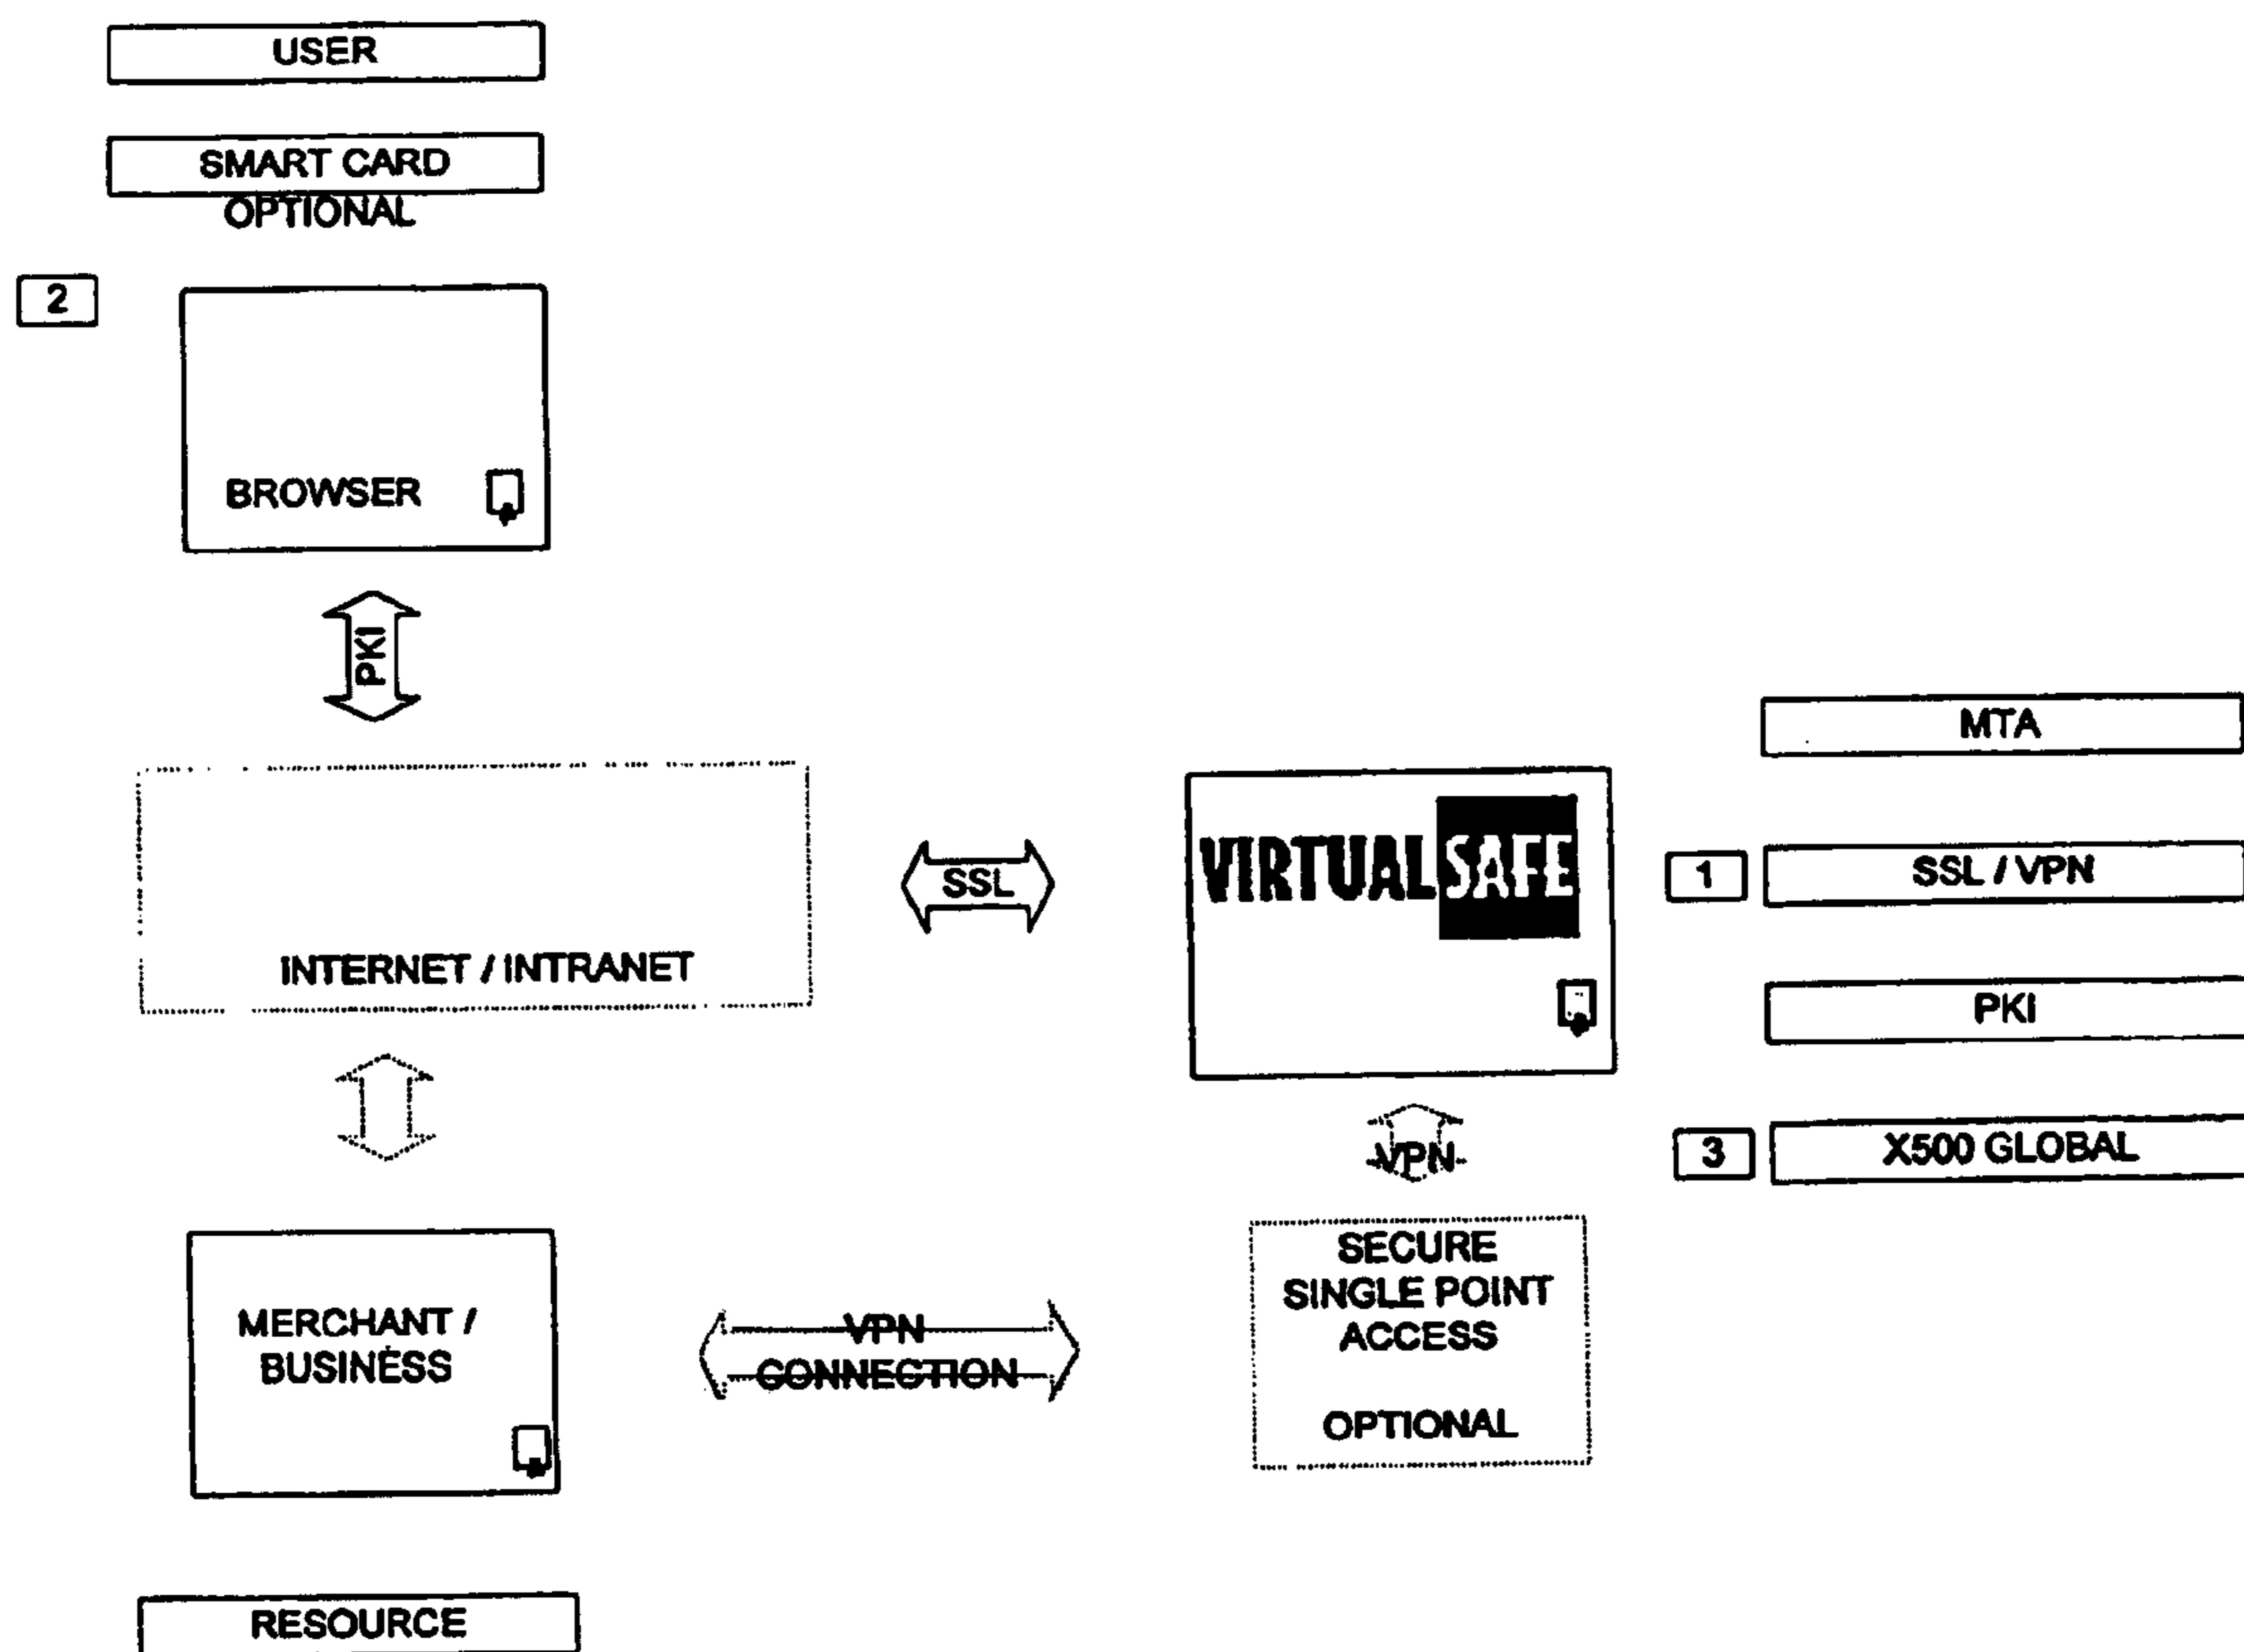 USER
SMART CARD
OPTIONAL
2
BROWSER
PKI
INTERNET / INTRANET
SSL
VIRTUALSAFE
MTA
1
SSL / VPN
PKI
3
X500 GLOBAL
VPN
MERCHANT /
BUSINESS
VPN
CONNECTION
SECURE
SINGLE POINT
ACCESS
OPTIONAL
RESOURCE